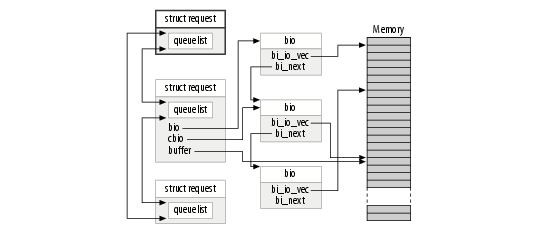 struct request
queuelist
struct request
queuelist
bio
cbio
buffer
struct request
queuelist
bio
bi_io_vec
bi_next
bio
bi_io_vec
bi_next
bio
bi_io_vec
bi_next
Memory